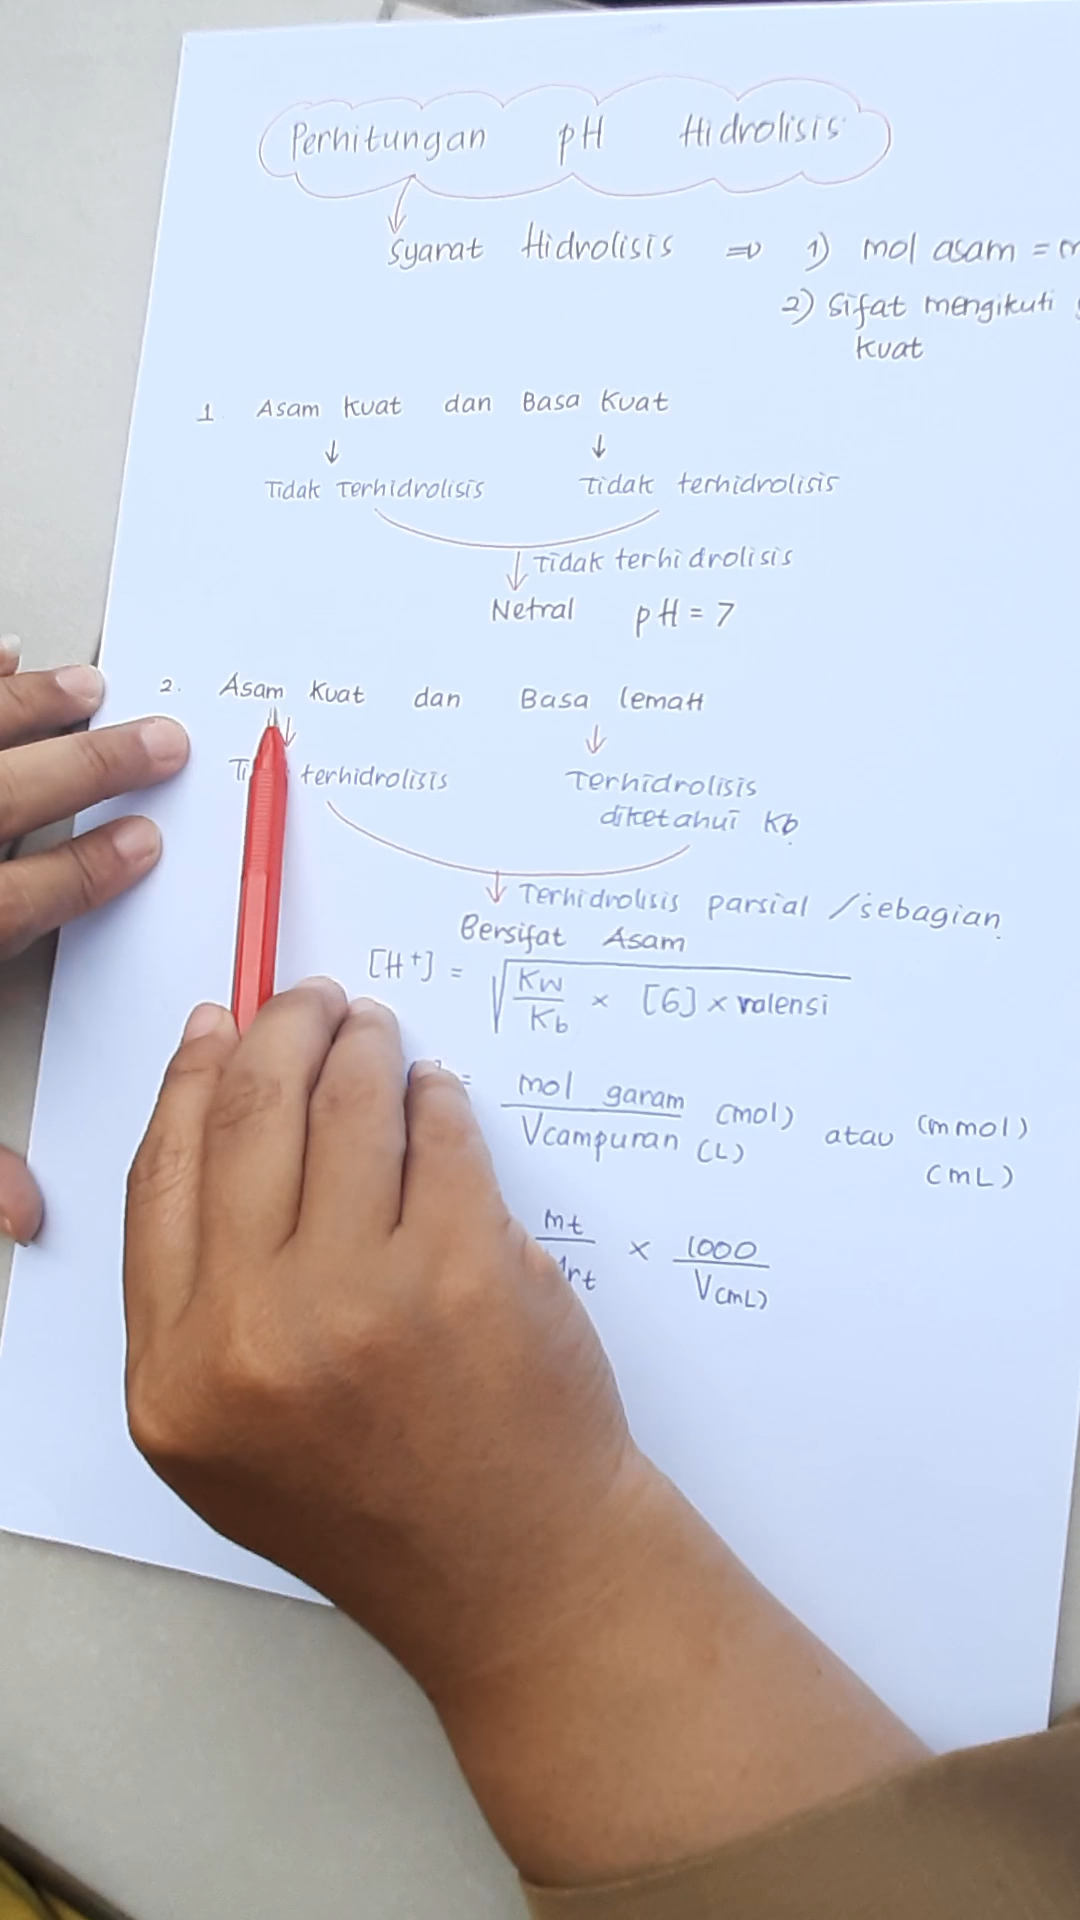 Perhitungan pH Hidrolisis
Syarat Hidrolisis ⇒ 1) mol asam =
2) Sifat mengikuti
kuat
1. Asam kuat dan Basa Kuat
↓ ↓
Tidak Terhidrolisis Tidak terhidrolisis
↓ Tidak terhidrolisis
Netral pH = 7
2. Asam Kuat dan Basa lemah
↓ ↓
terhidrolisis Terhidrolisis
diketahui Kb
↓ Terhidrolisis parsial /sebagian
Bersifat Asam
[H+] = √ Kw/Kb × [G] × valensi
= mol garam (mol) atau (mmol)
Vcampuran (L) (mL)
mt × 1000
V(mL)